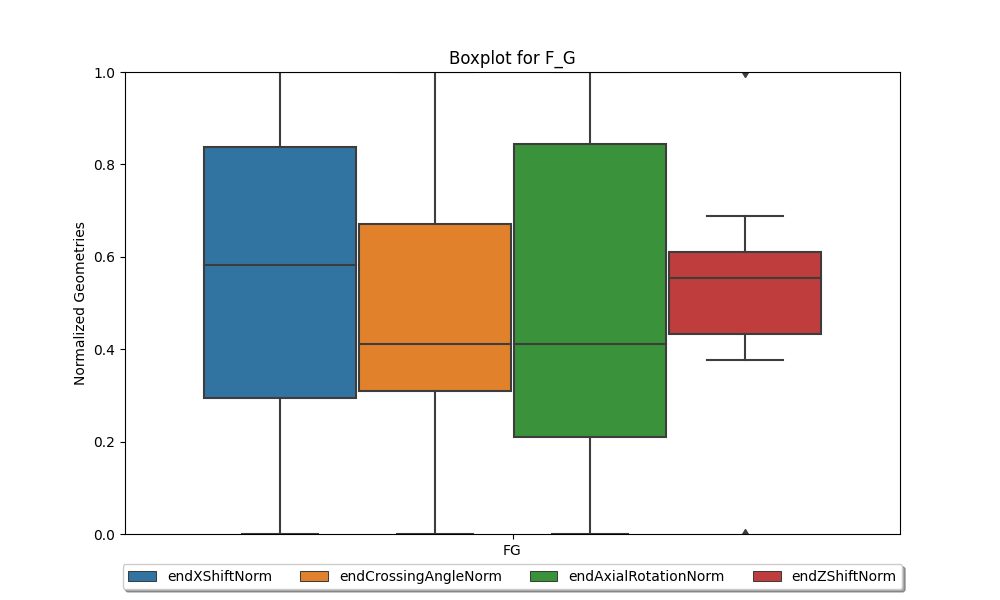 Boxplot for F_G
1.0
0.8
0.6
0.4
0.2
0.0
Normalized Geometries
FG
endXShiftNorm endCrossingAngleNorm endAxialRotationNorm endZShiftNorm